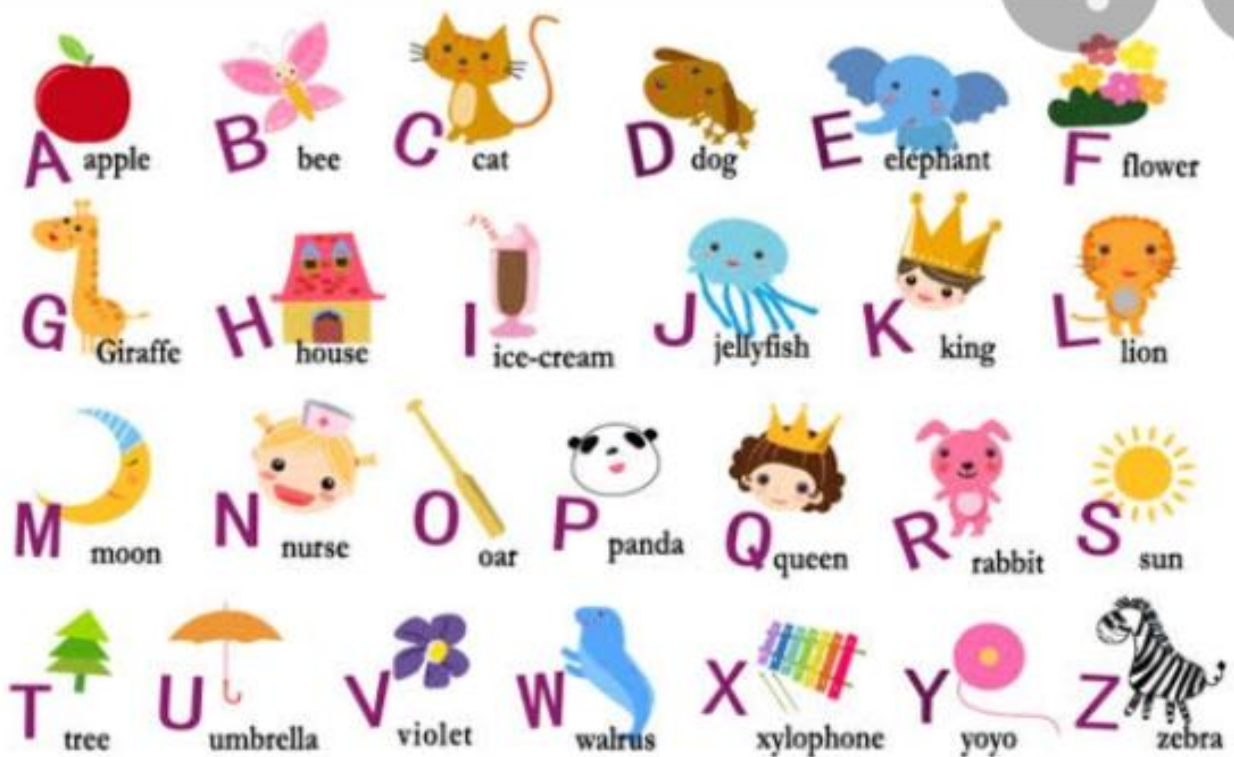 A apple B bee C cat D dog E elephant F flower
G Giraffe H house I ice-cream J jellyfish K king L lion
M moon N nurse O oar P panda Q queen R rabbit S sun
T tree U umbrella V violet W walrus X xylophone Y yoyo Z zebra